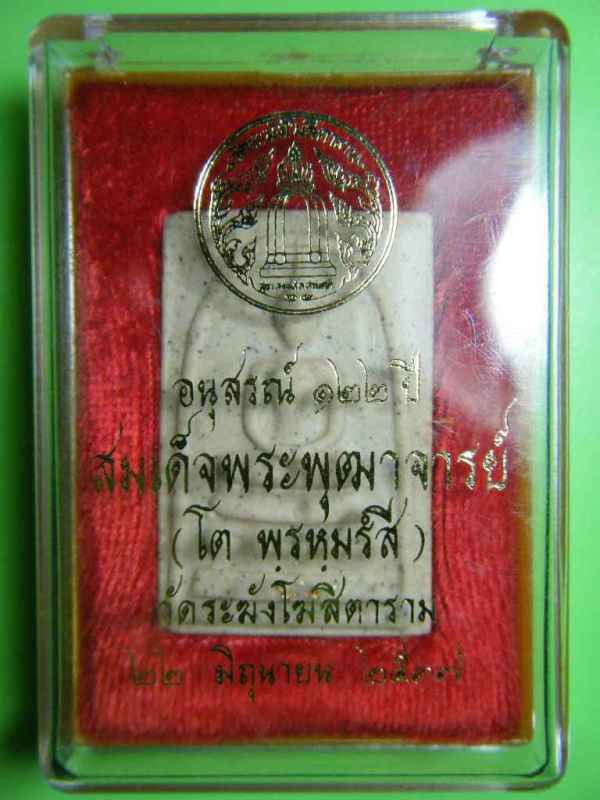 อนุสรณ์ ๑๒๒ ปี
สมเด็จพระพุฒาจารย์
(โต พฺรหฺมรํสี)
วัดระฆังโฆสิตาราม
๒๒ มิถุนายน ๒๕๓๗